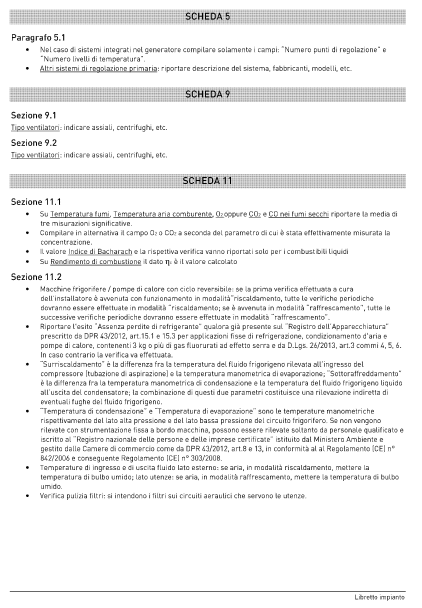 SCHEDA 5
Paragrafo 5.1
• Nel caso di sistemi integrati nel generatore compilare solamente i campi: "Numero punti di regolazione" e
"Numero livelli di temperatura".
• Altri sistemi di regolazione primaria: riportare descrizione del sistema, fabbricanti, modelli, etc.
SCHEDA 9
Sezione 9.1
Tipo ventilatori: indicare assiali, centrifughi, etc.
Sezione 9.2
Tipo ventilatori: indicare assiali, centrifughi, etc.
SCHEDA 11
Sezione 11.1
• Su Temperatura fumi, Temperatura aria comburente, O₂ oppure CO₂ e CO nei fumi secchi riportare la media di
tre misurazioni significative.
• Compilare in alternativa il campo O₂ o CO₂ a seconda del parametro di cui è stata effettivamente misurata la
concentrazione.
• Il valore Indice di Bacharach e la rispettiva verifica vanno riportati solo per i combustibili liquidi
• Su Rendimento di combustione il dato η: è il valore calcolato
Sezione 11.2
• Macchine frigorifere / pompe di calore con ciclo reversibile: se la prima verifica effettuata a cura
dell'installatore è avvenuta con funzionamento in modalità"riscaldamento, tutte le verifiche periodiche
dovranno essere effettuate in modalità "riscaldamento; se è avvenuta in modalità "raffrescamento", tutte le
successive verifiche periodiche dovranno essere effettuate in modalità "raffrescamento".
• Riportare l'esito "Assenza perdite di refrigerante" qualora già presente sul "Registro dell'Apparecchiatura"
prescritto da DPR 43/2012, art.15.1 e 15.3 per applicazioni fisse di refrigerazione, condizionamento d'aria e
pompe di calore, contenenti 3 kg o più di gas fluorurati ad effetto serra e da D.Lgs. 26/2013, art.3 commi 4, 5, 6.
In caso contrario la verifica va effettuata.
• "Surriscaldamento" è la differenza fra la temperatura del fluido frigorigeno rilevata all'ingresso del
compressore (tubazione di aspirazione) e la temperatura manometrica di evaporazione; "Sottoraffreddamento"
è la differenza fra la temperatura manometrica di condensazione e la temperatura del fluido frigorigeno liquido
all'uscita del condensatore; la combinazione di questi due parametri costituisce una rilevazione indiretta di
eventuali fughe del fluido frigorigeno.
• "Temperatura di condensazione" e "Temperatura di evaporazione" sono le temperature manometriche
rispettivamente del lato alta pressione e del lato bassa pressione del circuito frigorifero. Se non vengono
rilevate con strumentazione fissa a bordo macchina, possono essere rilevate soltanto da personale qualificato e
iscritto al "Registro nazionale delle persone e delle imprese certificate" istituito dal Ministero Ambiente e
gestito dalle Camere di commercio come da DPR 43/2012, art.8 e 13, in conformità al al Regolamento (CE) n°
842/2006 e conseguente Regolamento (CE) n° 303/2008.
• Temperature di ingresso e di uscita fluido lato esterno: se aria, in modalità riscaldamento, mettere la
temperatura di bulbo umido; lato utenze: se aria, in modalità raffrescamento, mettere la temperatura di bulbo
umido.
• Verifica pulizia filtri: si intendono i filtri sui circuiti aeraulici che servono le utenze.
Libretto impianto